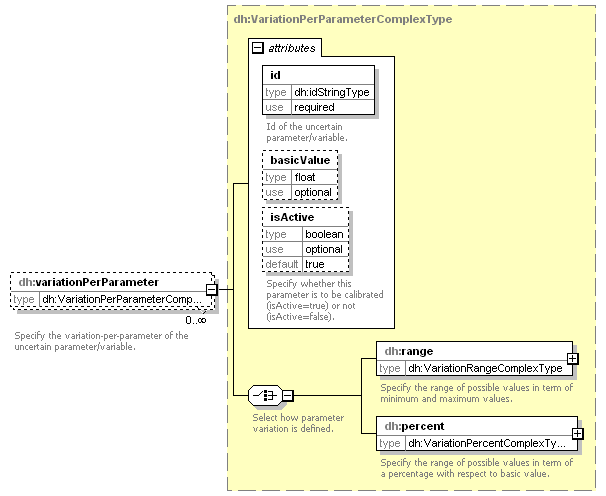 dh:VariationPerParameterComplexType
attributes
id
type dh:idStringType
use required
Id of the uncertain
parameter/variable.
basicValue
type float
use optional
isActive
type boolean
use optional
default true
Specify whether this
parameter is to be calibrated
(isActive=true) or not
(isActive=false).
dh:variationPerParameter
type dh:VariationPerParameterComp...
0..∞
Specify the variation-per-parameter of the
uncertain parameter/variable.
Select how parameter
variation is defined.
dh:range
type dh:VariationRangeComplexType
Specify the range of possible values in term of
minimum and maximum values.
dh:percent
type dh:VariationPercentComplexTy...
Specify the range of possible values in term of
a percentage with respect to basic value.